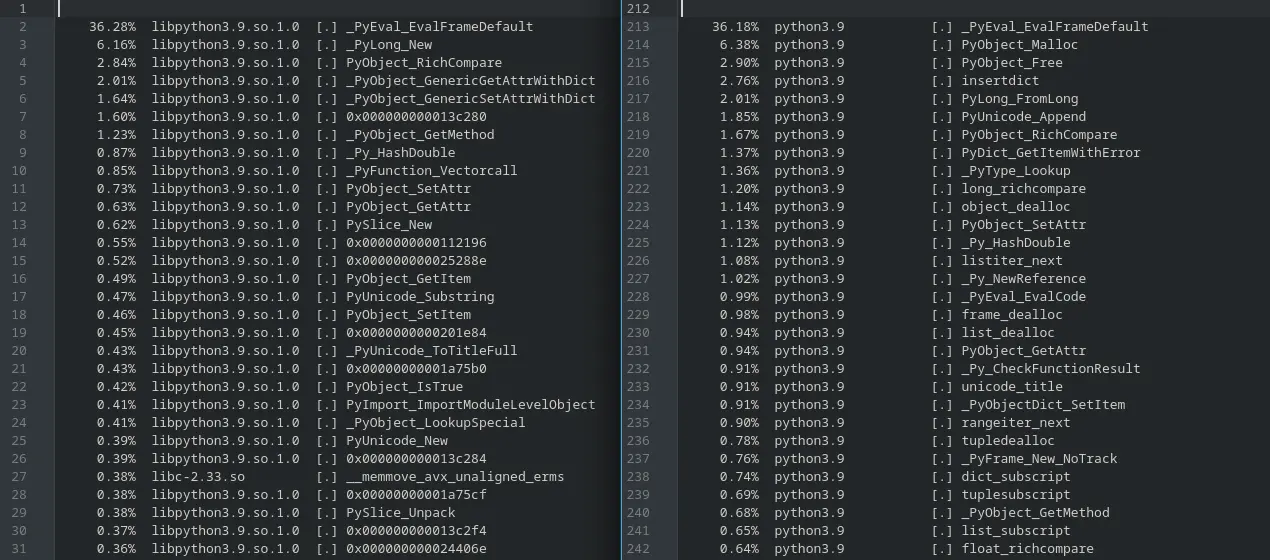 1
2 36.28% libpython3.9.so.1.0 [.] _PyEval_EvalFrameDefault
3 6.16% libpython3.9.so.1.0 [.] _PyLong_New
4 2.84% libpython3.9.so.1.0 [.] PyObject_RichCompare
5 2.01% libpython3.9.so.1.0 [.] _PyObject_GenericGetAttrWithDict
6 1.64% libpython3.9.so.1.0 [.] _PyObject_GenericSetAttrWithDict
7 1.60% libpython3.9.so.1.0 [.] 0x000000000013c280
8 1.23% libpython3.9.so.1.0 [.] _PyObject_GetMethod
9 0.87% libpython3.9.so.1.0 [.] _Py_HashDouble
10 0.85% libpython3.9.so.1.0 [.] _PyFunction_Vectorcall
11 0.73% libpython3.9.so.1.0 [.] PyObject_SetAttr
12 0.63% libpython3.9.so.1.0 [.] PyObject_GetAttr
13 0.62% libpython3.9.so.1.0 [.] PySlice_New
14 0.55% libpython3.9.so.1.0 [.] 0x0000000000112196
15 0.52% libpython3.9.so.1.0 [.] 0x000000000025288e
16 0.49% libpython3.9.so.1.0 [.] PyObject_GetItem
17 0.47% libpython3.9.so.1.0 [.] PyUnicode_Substring
18 0.46% libpython3.9.so.1.0 [.] PyObject_SetItem
19 0.45% libpython3.9.so.1.0 [.] 0x0000000000201e84
20 0.43% libpython3.9.so.1.0 [.] _PyUnicode_ToTitleFull
21 0.43% libpython3.9.so.1.0 [.] 0x00000000001a75b0
22 0.42% libpython3.9.so.1.0 [.] PyObject_IsTrue
23 0.41% libpython3.9.so.1.0 [.] PyImport_ImportModuleLevelObject
24 0.41% libpython3.9.so.1.0 [.] _PyObject_LookupSpecial
25 0.39% libpython3.9.so.1.0 [.] PyUnicode_New
26 0.39% libpython3.9.so.1.0 [.] 0x000000000013c284
27 0.38% libc-2.33.so [.] __memmove_avx_unaligned_erms
28 0.38% libpython3.9.so.1.0 [.] 0x00000000001a75cf
29 0.38% libpython3.9.so.1.0 [.] PySlice_Unpack
30 0.37% libpython3.9.so.1.0 [.] 0x000000000013c2f4
31 0.36% libpython3.9.so.1.0 [.] 0x000000000024406e
212
213 36.18% python3.9 [.] _PyEval_EvalFrameDefault
214 6.38% python3.9 [.] PyObject_Malloc
215 2.90% python3.9 [.] PyObject_Free
216 2.76% python3.9 [.] insertdict
217 2.01% python3.9 [.] PyLong_FromLong
218 1.85% python3.9 [.] PyUnicode_Append
219 1.67% python3.9 [.] PyObject_RichCompare
220 1.37% python3.9 [.] PyDict_GetItemWithError
221 1.36% python3.9 [.] _PyType_Lookup
222 1.20% python3.9 [.] long_richcompare
223 1.14% python3.9 [.] object_dealloc
224 1.13% python3.9 [.] PyObject_SetAttr
225 1.12% python3.9 [.] _Py_HashDouble
226 1.08% python3.9 [.] listiter_next
227 1.02% python3.9 [.] _Py_NewReference
228 0.99% python3.9 [.] _PyEval_EvalCode
229 0.98% python3.9 [.] frame_dealloc
230 0.94% python3.9 [.] list_dealloc
231 0.94% python3.9 [.] PyObject_GetAttr
232 0.91% python3.9 [.] _Py_CheckFunctionResult
233 0.91% python3.9 [.] unicode_title
234 0.91% python3.9 [.] _PyObjectDict_SetItem
235 0.90% python3.9 [.] rangeiter_next
236 0.78% python3.9 [.] tupledealloc
237 0.76% python3.9 [.] _PyFrame_New_NoTrack
238 0.74% python3.9 [.] dict_subscript
239 0.69% python3.9 [.] tuplesubscript
240 0.68% python3.9 [.] _PyObject_GetMethod
241 0.65% python3.9 [.] list_subscript
242 0.64% python3.9 [.] float_richcompare